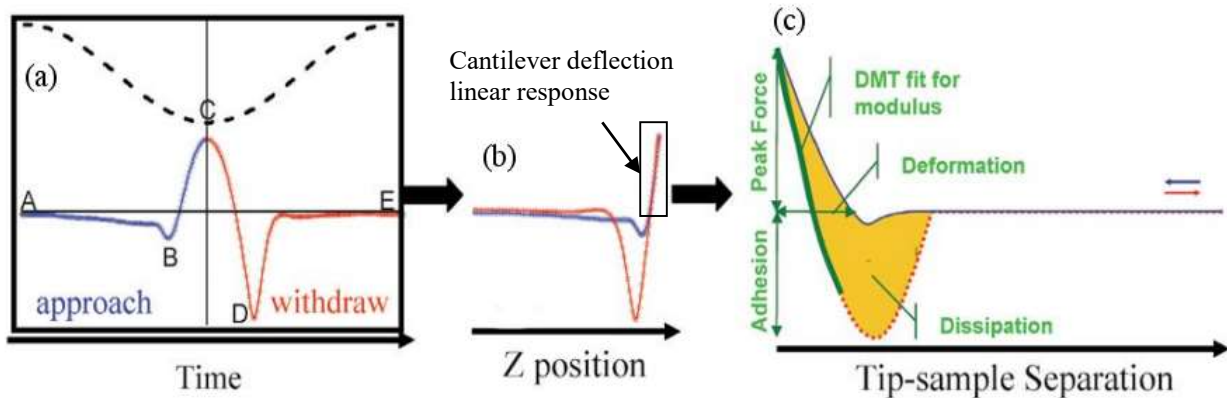 (a)
C
A
E
B
D
approach
withdraw
Time
Cantilever deflection
linear response
(b)
Z position
(c)
Peak Force
Adhesion
DMT fit for
modulus
Deformation
Dissipation
Tip-sample Separation